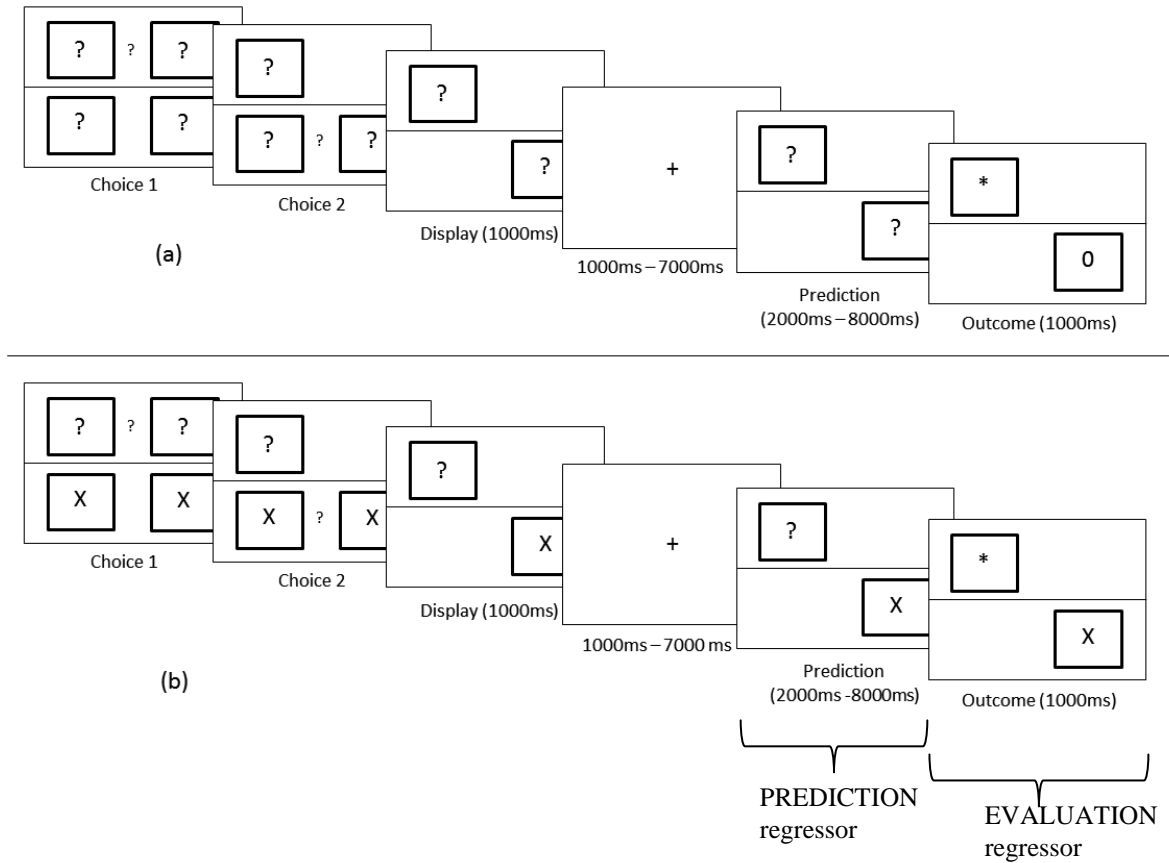 ? ? ?
? ?
Choice 1
?
? ? ?
Choice 2
?
?
Display (1000ms)
+
1000ms – 7000ms
?
?
Prediction
(2000ms – 8000ms)
*
0
Outcome (1000ms)
(a)
? ? ?
X X
Choice 1
?
X ? X
Choice 2
?
X
Display (1000ms)
+
1000ms – 7000 ms
?
X
Prediction
(2000ms -8000ms)
*
X
Outcome (1000ms)
(b)
PREDICTION
regressor
EVALUATION
regressor